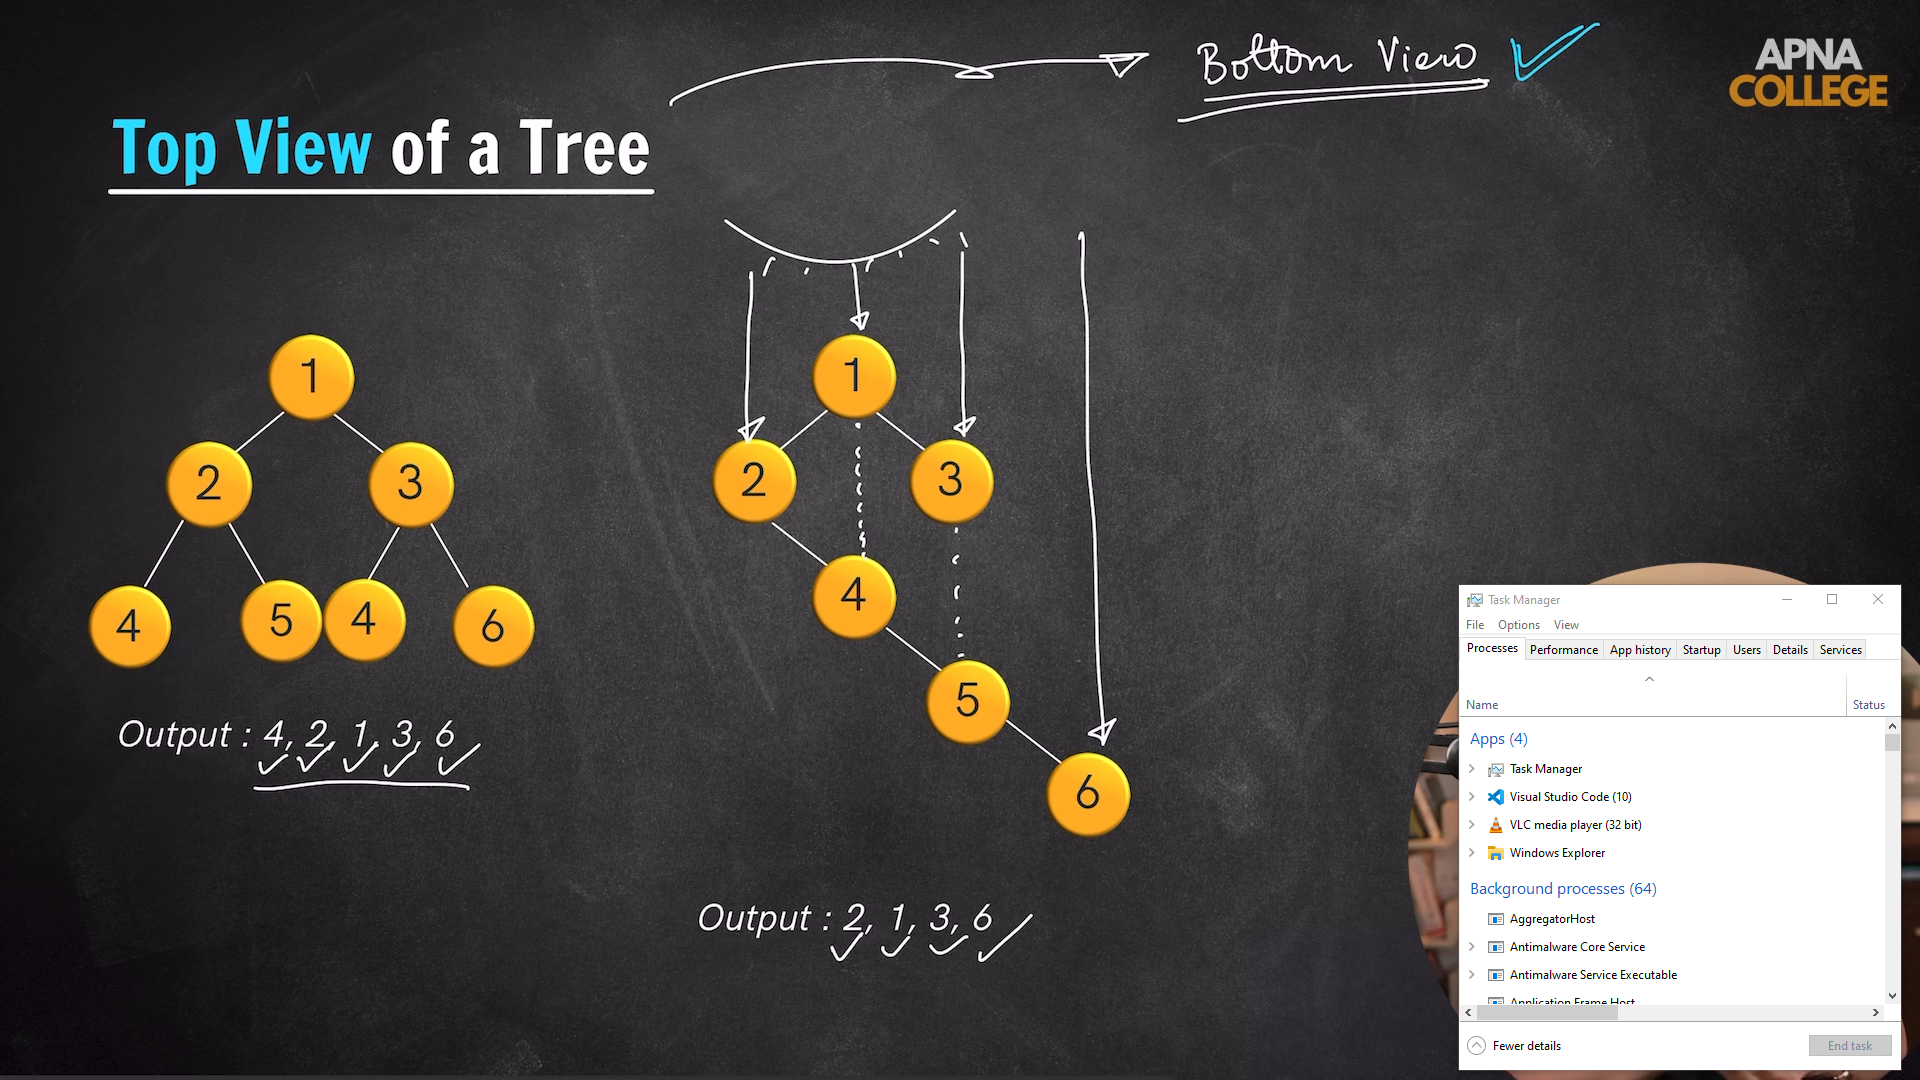 Bottom View
APNA
COLLEGE
Top View of a Tree
1
2
3
4
5
4
6
Output : 4, 2, 1, 3, 6
1
2
3
4
5
6
Output : 2, 1, 3, 6
Task Manager
File Options View
Processes Performance App history Startup Users Details Services
Name Status
Apps (4)
Task Manager
Visual Studio Code (10)
VLC media player (32 bit)
Windows Explorer
Background processes (64)
AggregatorHost
Antimalware Core Service
Antimalware Service Executable
Application Frame Host
Fewer details
End task